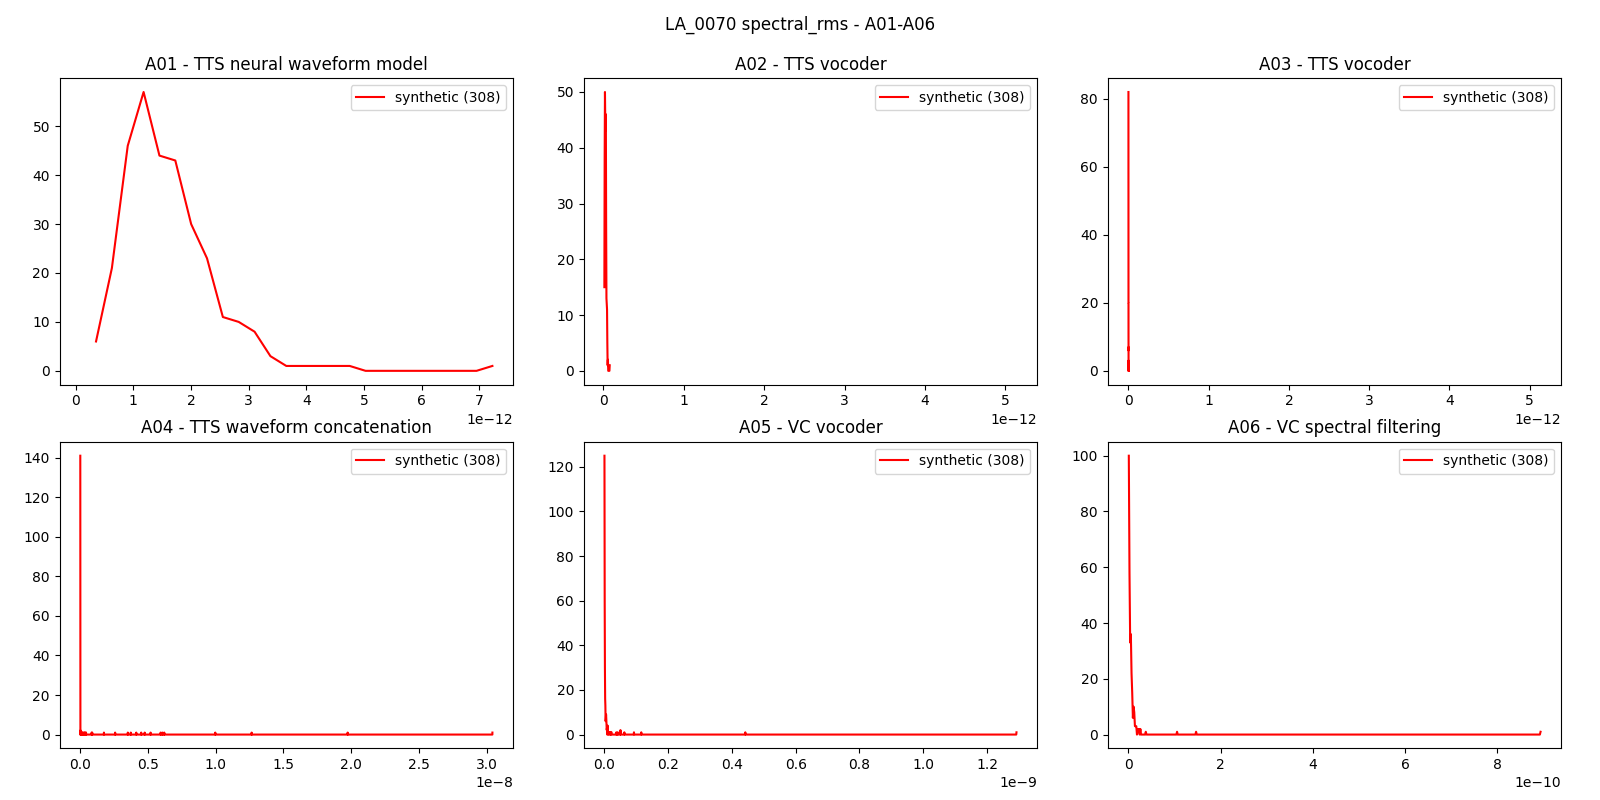 LA_0070 spectral_rms - A01-A06
A01 - TTS neural waveform model
synthetic (308)
50
40
30
20
10
0
0 1 2 3 4 5 6 7
1e−12
A02 - TTS vocoder
synthetic (308)
50
40
30
20
10
0
0 1 2 3 4 5
1e−12
A03 - TTS vocoder
synthetic (308)
80
60
40
20
0
0 1 2 3 4 5
1e−12
A04 - TTS waveform concatenation
synthetic (308)
140
120
100
80
60
40
20
0
0.0 0.5 1.0 1.5 2.0 2.5 3.0
1e−8
A05 - VC vocoder
synthetic (308)
120
100
80
60
40
20
0
0.0 0.2 0.4 0.6 0.8 1.0 1.2
1e−9
A06 - VC spectral filtering
synthetic (308)
100
80
60
40
20
0
0 2 4 6 8
1e−10